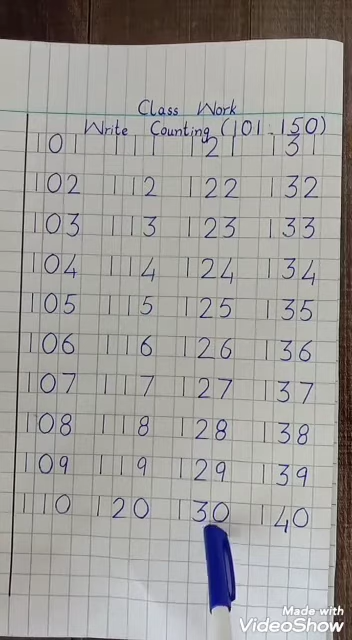 Class Work
Write Counting (101-150)
101 111 121 131
102 112 122 132
103 113 123 133
104 114 124 134
105 115 125 135
106 116 126 136
107 117 127 137
108 118 128 138
109 119 129 139
110 120 130 140
Made with
VideoShow